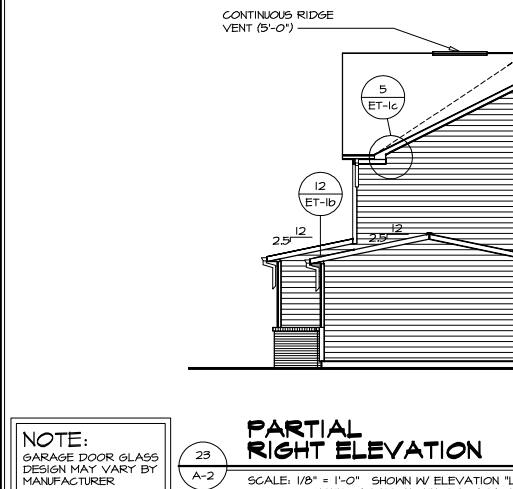 CONTINUOUS RIDGE
VENT (5'-0")
5
ET-1c
12
ET-1b
12
2.5
12
2.5
NOTE:
GARAGE DOOR GLASS
DESIGN MAY VARY BY
MANUFACTURER
23
A-2
PARTIAL
RIGHT ELEVATION
SCALE: 1/8" = 1'-0" SHOWN W/ ELEVATION "L